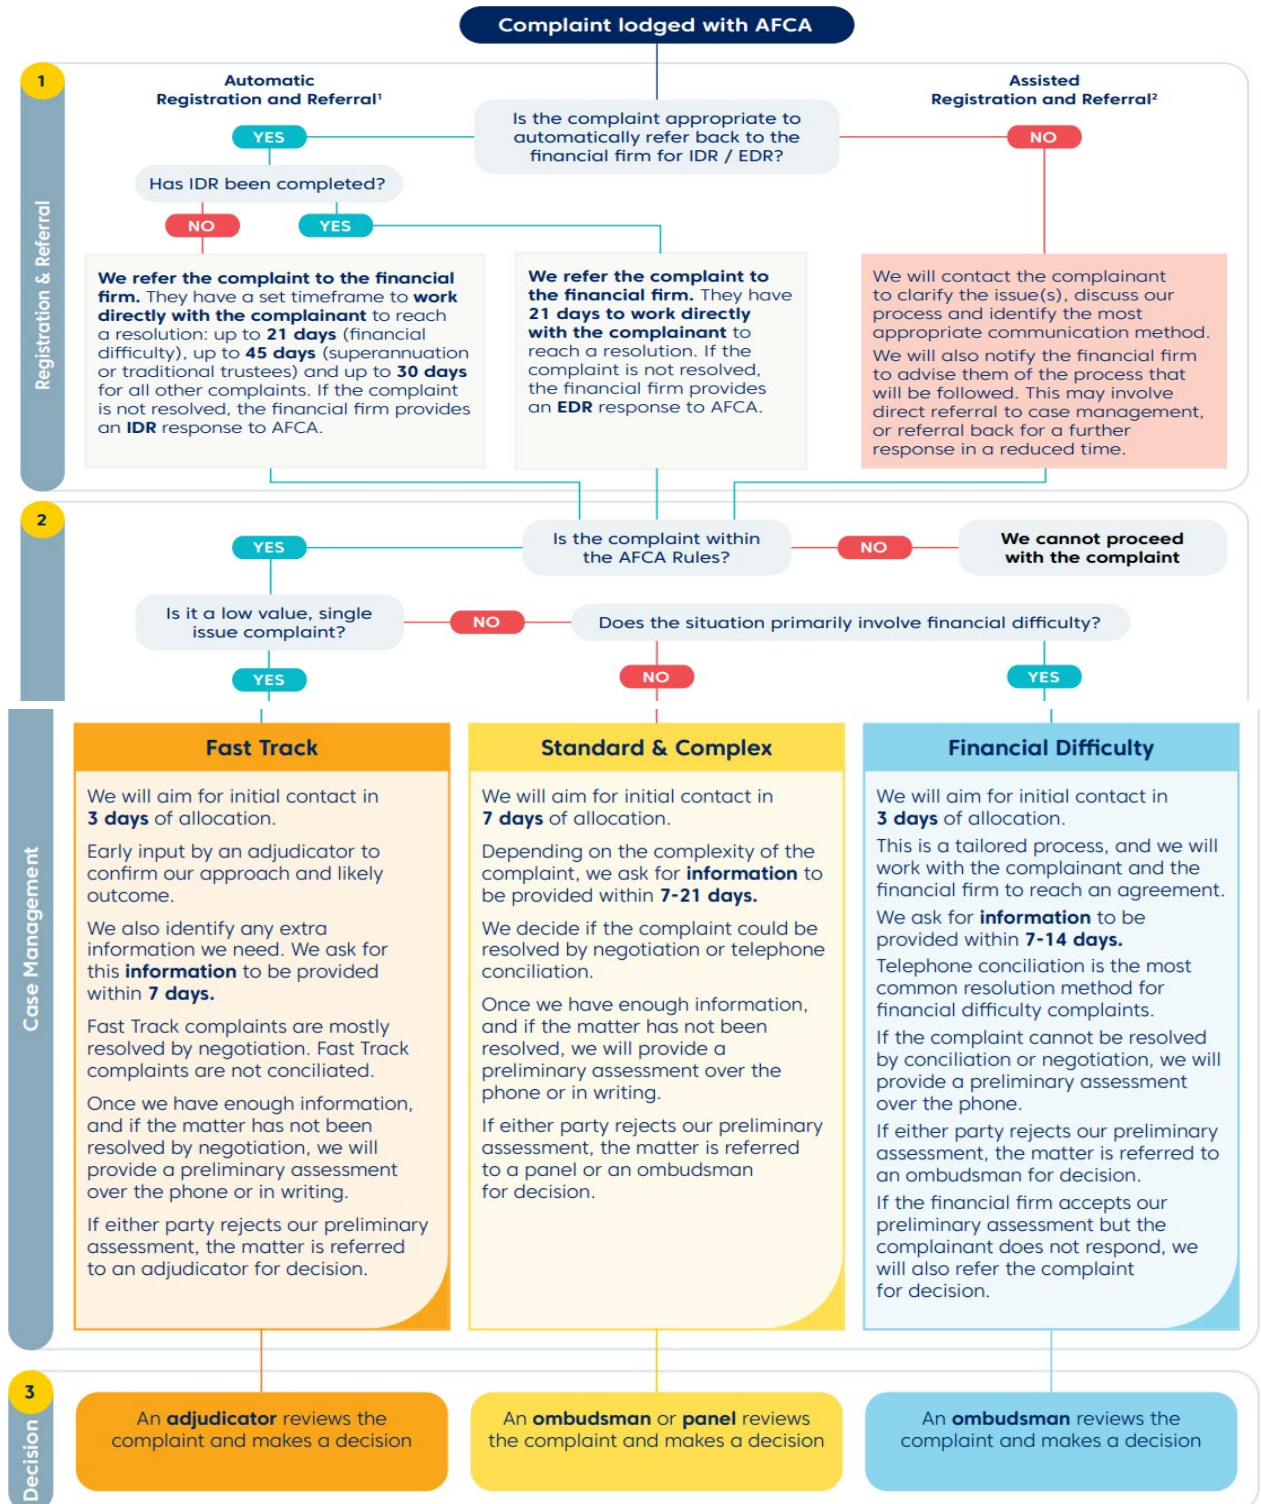 Complaint lodged with AFCA
1
Registration & Referral
Automatic
Registration and Referral¹
Assisted
Registration and Referral²
Is the complaint appropriate to
automatically refer back to the
financial firm for IDR / EDR?
YES
NO
Has IDR been completed?
NO
YES
We refer the complaint to the financial
firm. They have a set timeframe to work
directly with the complainant to reach
a resolution: up to 21 days (financial
difficulty), up to 45 days (superannuation
or traditional trustees) and up to 30 days
for all other complaints. If the complaint
is not resolved, the financial firm provides
an IDR response to AFCA.
We refer the complaint to
the financial firm. They have
21 days to work directly
with the complainant to
reach a resolution. If the
complaint is not resolved,
the financial firm provides
an EDR response to AFCA.
We will contact the complainant
to clarify the issue(s), discuss our
process and identify the most
appropriate communication method.
We will also notify the financial firm
to advise them of the process that
will be followed. This may involve
direct referral to case management,
or referral back for a further
response in a reduced time.
2
Case Management
Is the complaint within
the AFCA Rules?
YES
NO
We cannot proceed
with the complaint
Is it a low value, single
issue complaint?
NO
Does the situation primarily involve financial difficulty?
YES
NO
YES
Fast Track
We will aim for initial contact in
3 days of allocation.
Early input by an adjudicator to
confirm our approach and likely
outcome.
We also identify any extra
information we need. We ask for
this information to be provided
within 7 days.
Fast Track complaints are mostly
resolved by negotiation. Fast Track
complaints are not conciliated.
Once we have enough information,
and if the matter has not been
resolved by negotiation, we will
provide a preliminary assessment
over the phone or in writing.
If either party rejects our preliminary
assessment, the matter is referred
to an adjudicator for decision.
Standard & Complex
We will aim for initial contact in
7 days of allocation.
Depending on the complexity of the
complaint, we ask for information to
be provided within 7-21 days.
We decide if the complaint could be
resolved by negotiation or telephone
conciliation.
Once we have enough information,
and if the matter has not been
resolved, we will provide a
preliminary assessment over the
phone or in writing.
If either party rejects our preliminary
assessment, the matter is referred
to a panel or an ombudsman
for decision.
Financial Difficulty
We will aim for initial contact in
3 days of allocation.
This is a tailored process, and we will
work with the complainant and the
financial firm to reach an agreement.
We ask for information to be
provided within 7-14 days.
Telephone conciliation is the most
common resolution method for
financial difficulty complaints.
If the complaint cannot be resolved
by conciliation or negotiation, we will
provide a preliminary assessment
over the phone.
If either party rejects our preliminary
assessment, the matter is referred to
an ombudsman for decision.
If the financial firm accepts our
preliminary assessment but the
complainant does not respond, we
will also refer the complaint
for decision.
3
Decision
An adjudicator reviews the
complaint and makes a decision
An ombudsman or panel reviews
the complaint and makes a decision
An ombudsman reviews the
complaint and makes a decision